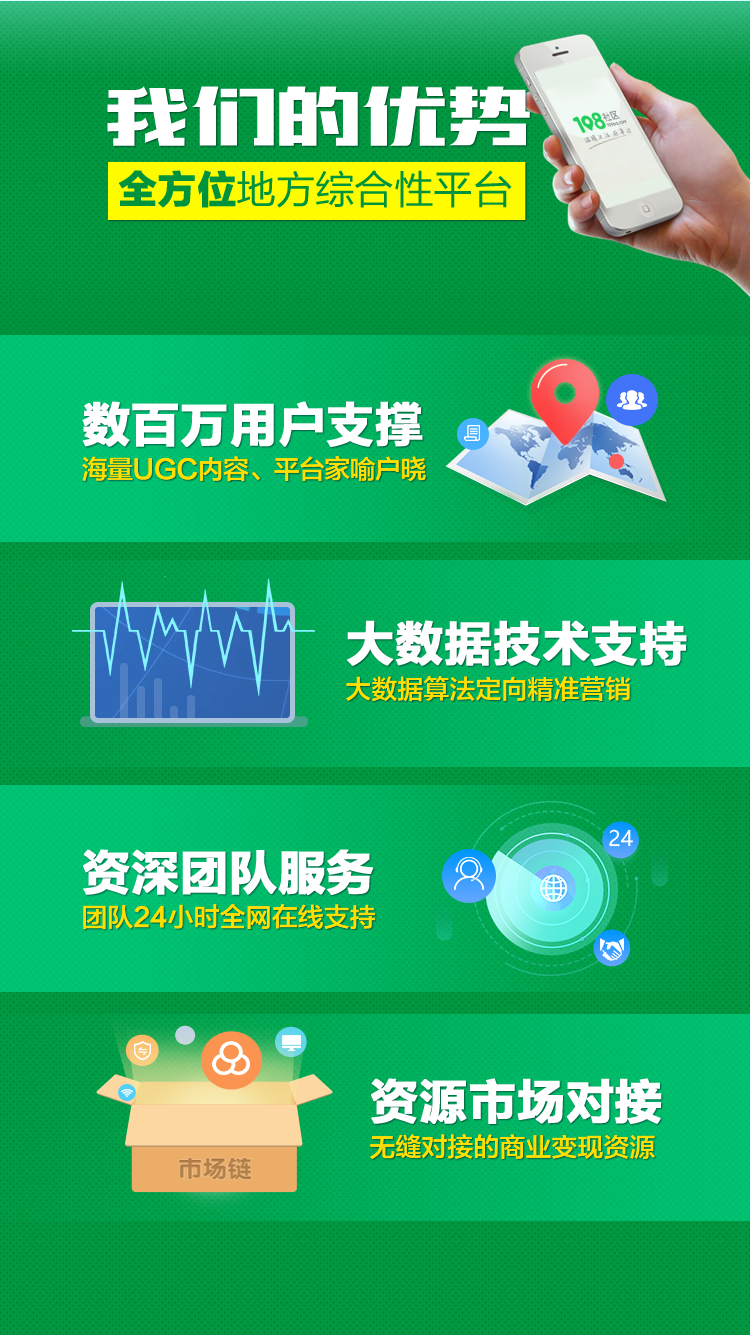 我们的优势
全方位地方综合性平台
198社区
数百万用户支撑
海量UGC内容、平台家喻户晓
大数据技术支持
大数据算法定向精准营销
资深团队服务
团队24小时全网在线支持
24
资源市场对接
无缝对接的商业变现资源
市场链